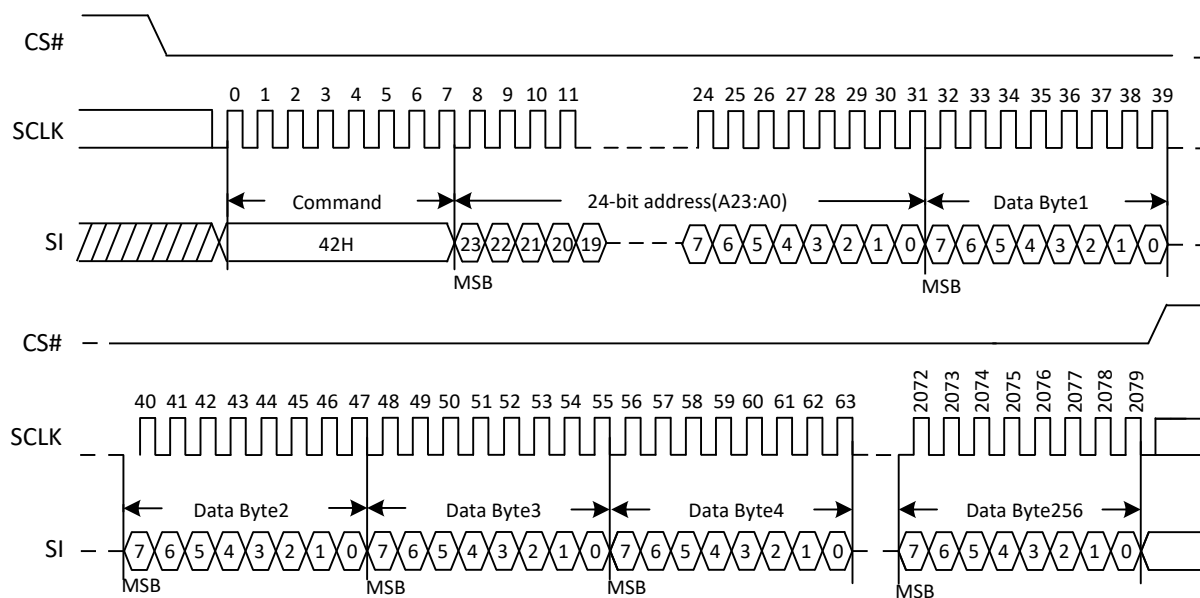 CS#
0 1 2 3 4 5 6 7 8 9 10 11 24 25 26 27 28 29 30 31 32 33 34 35 36 37 38 39
SCLK
Command 24-bit address(A23:A0) Data Byte1
SI 42H 23 22 21 20 19 7 6 5 4 3 2 1 0 7 6 5 4 3 2 1 0
MSB MSB
CS#
40 41 42 43 44 45 46 47 48 49 50 51 52 53 54 55 56 57 58 59 60 61 62 63 2072 2073 2074 2075 2076 2077 2078 2079
SCLK
Data Byte2 Data Byte3 Data Byte4 Data Byte256
SI 7 6 5 4 3 2 1 0 7 6 5 4 3 2 1 0 7 6 5 4 3 2 1 0 7 6 5 4 3 2 1 0
MSB MSB MSB MSB